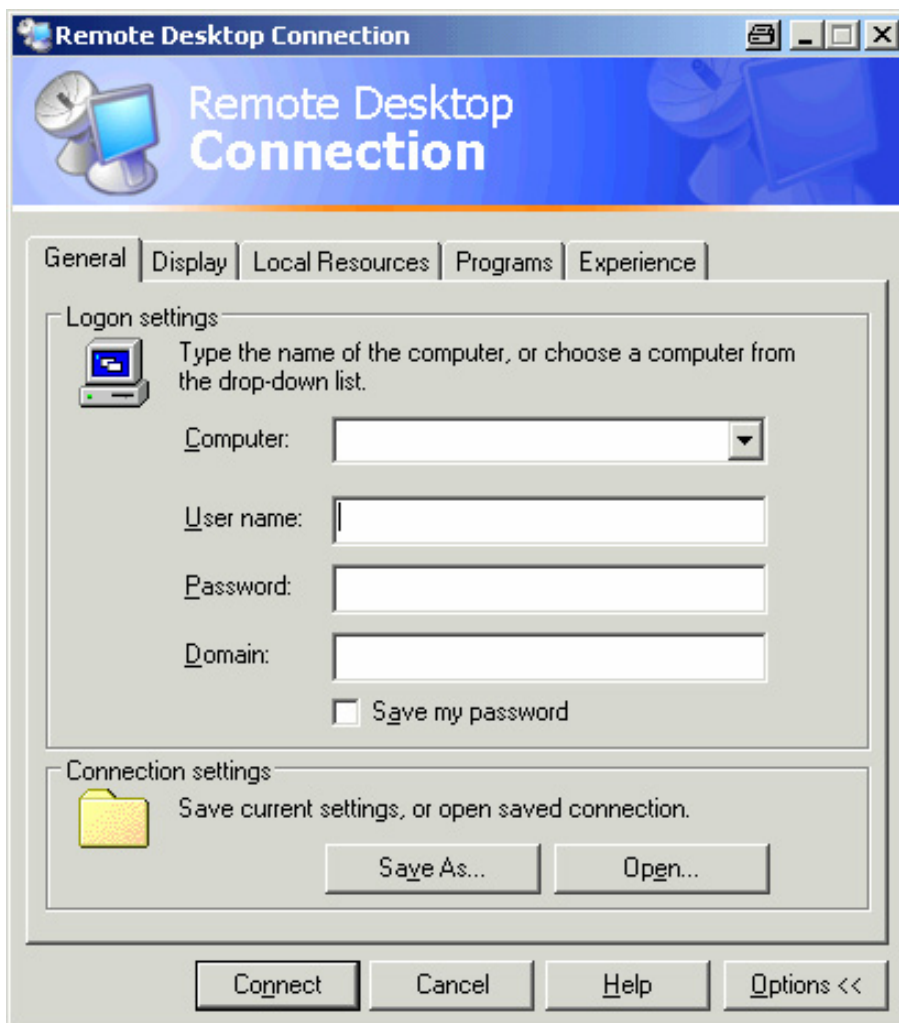 Remote Desktop Connection
Remote Desktop
Connection
General Display Local Resources Programs Experience
Logon settings
Type the name of the computer, or choose a computer from
the drop-down list.
Computer:
User name:
Password:
Domain:
Save my password
Connection settings
Save current settings, or open saved connection.
Save As... Open...
Connect Cancel Help Options <<